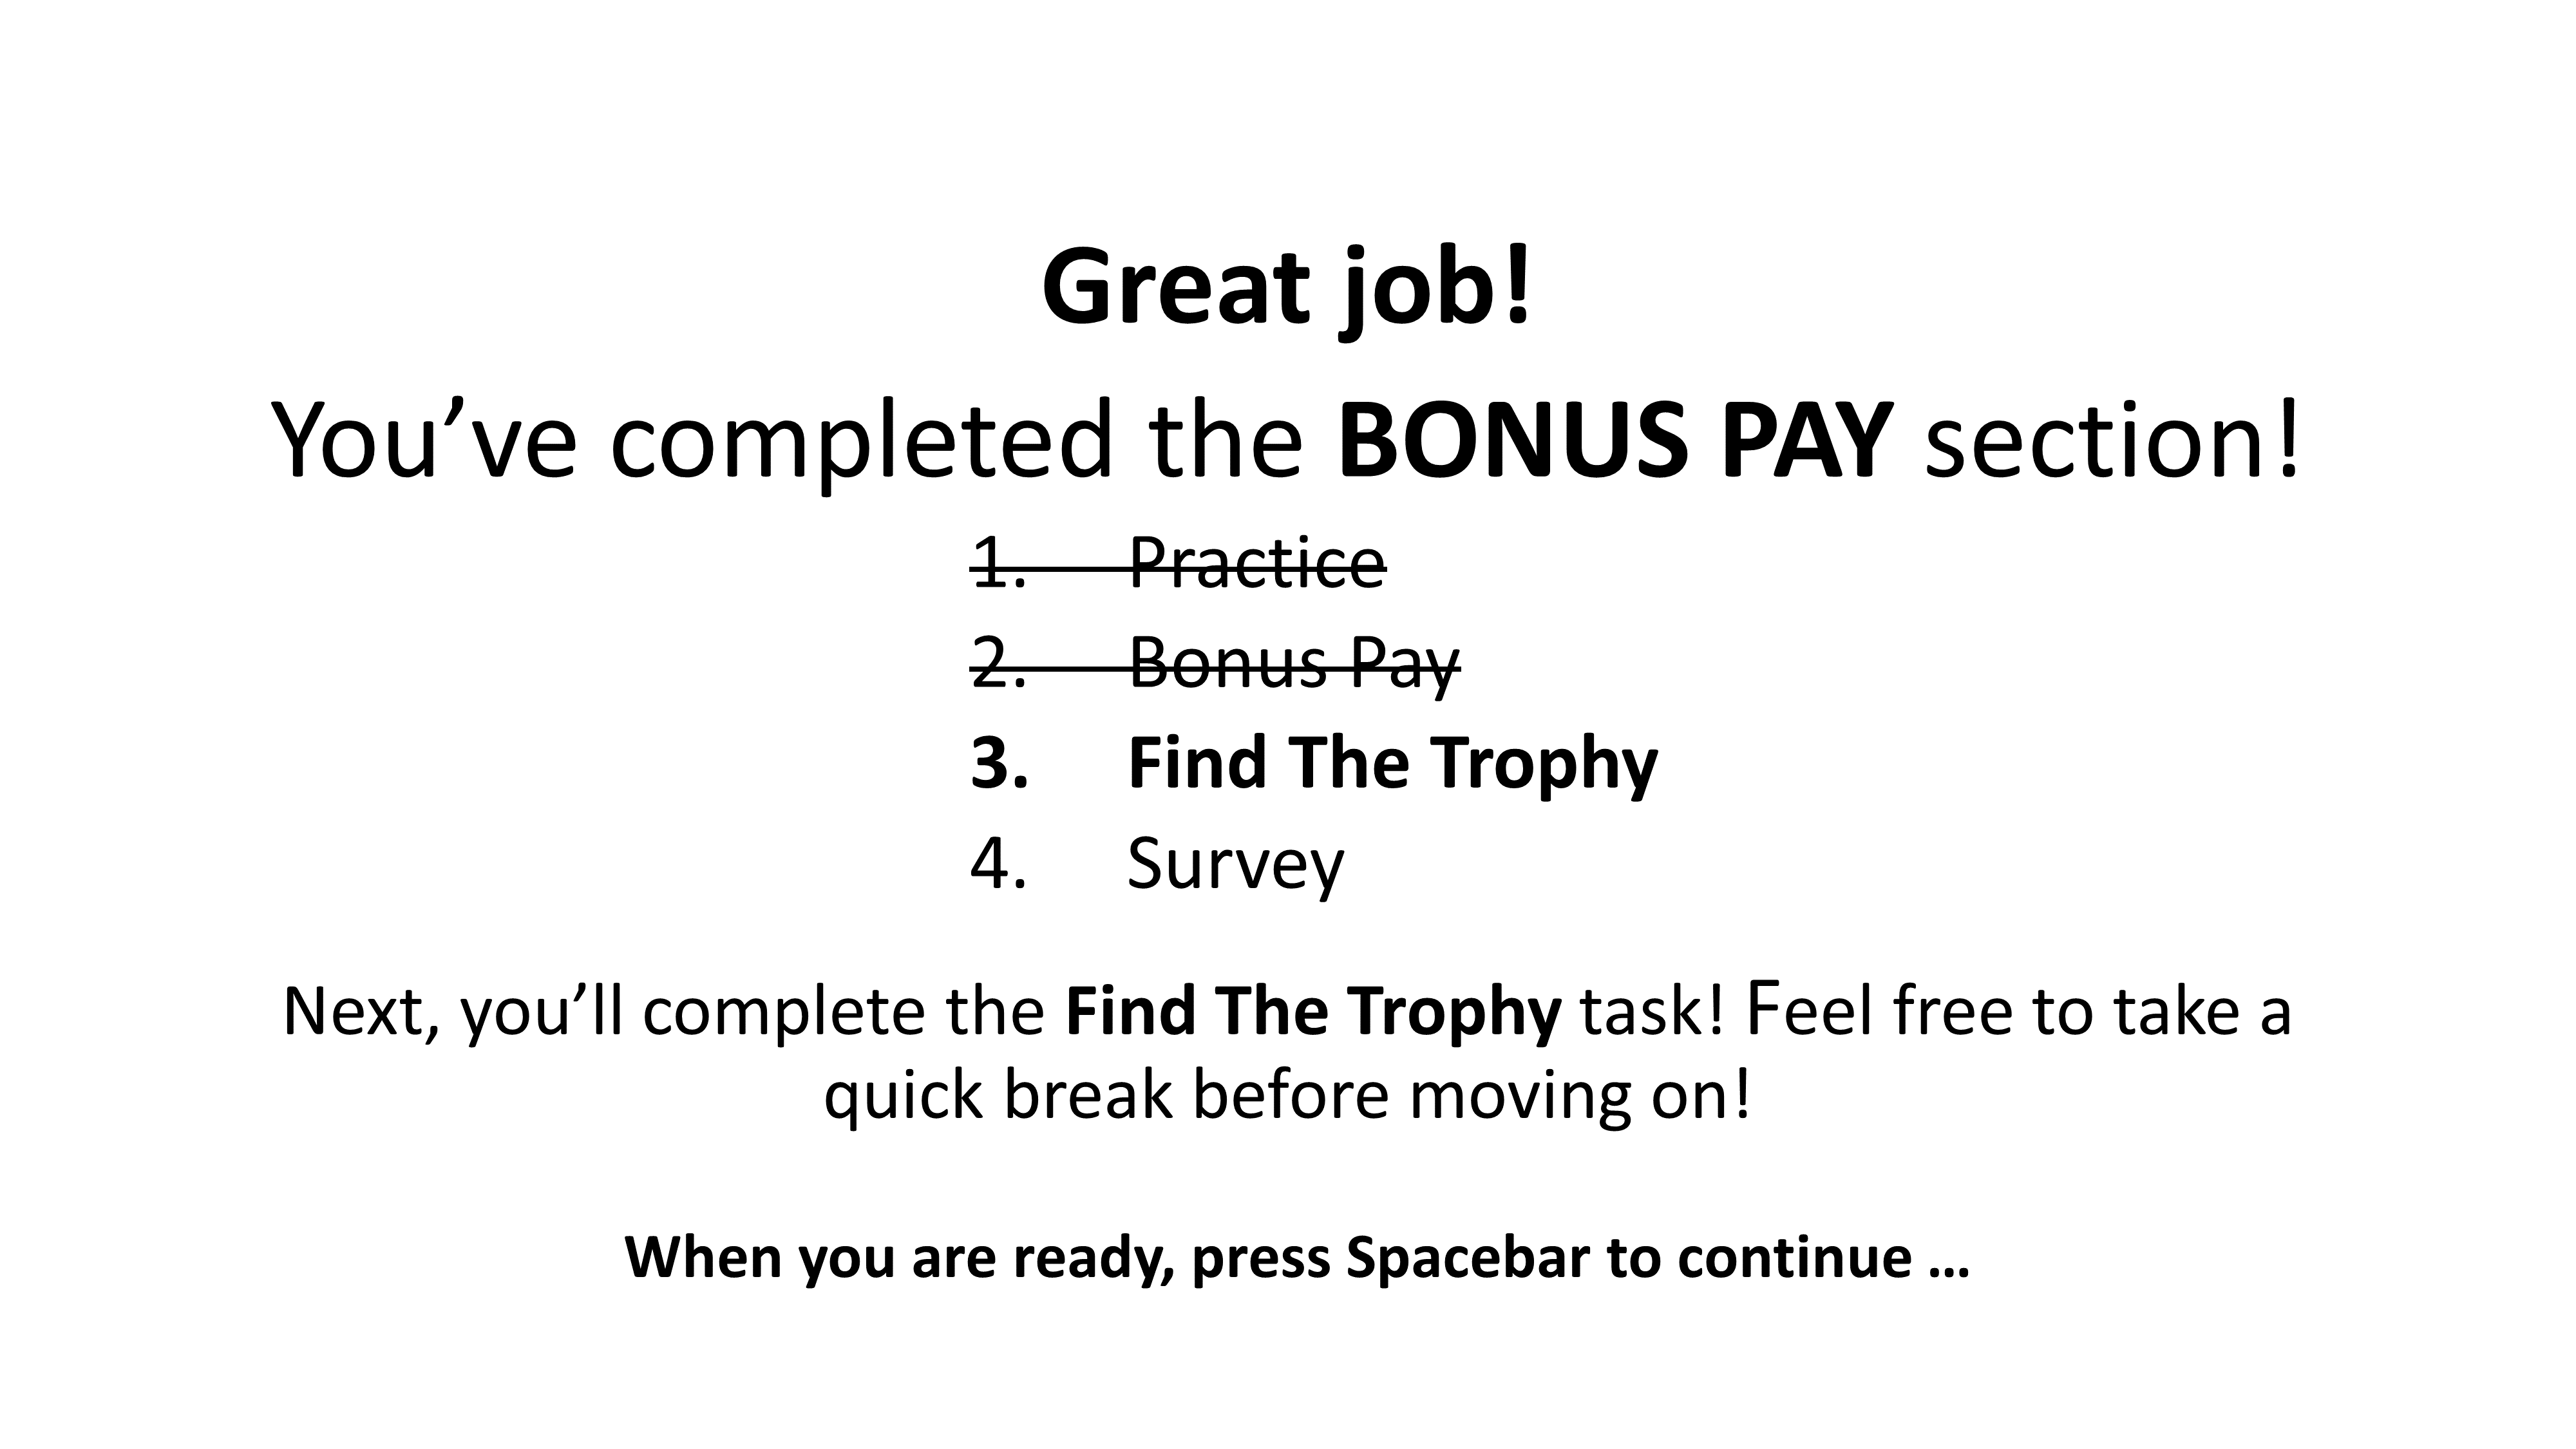 Great job!
You’ve completed the BONUS PAY section!
1. Practice
2. Bonus Pay
3. Find The Trophy
4. Survey
Next, you’ll complete the Find The Trophy task! Feel free to take a
quick break before moving on!
When you are ready, press Spacebar to continue …